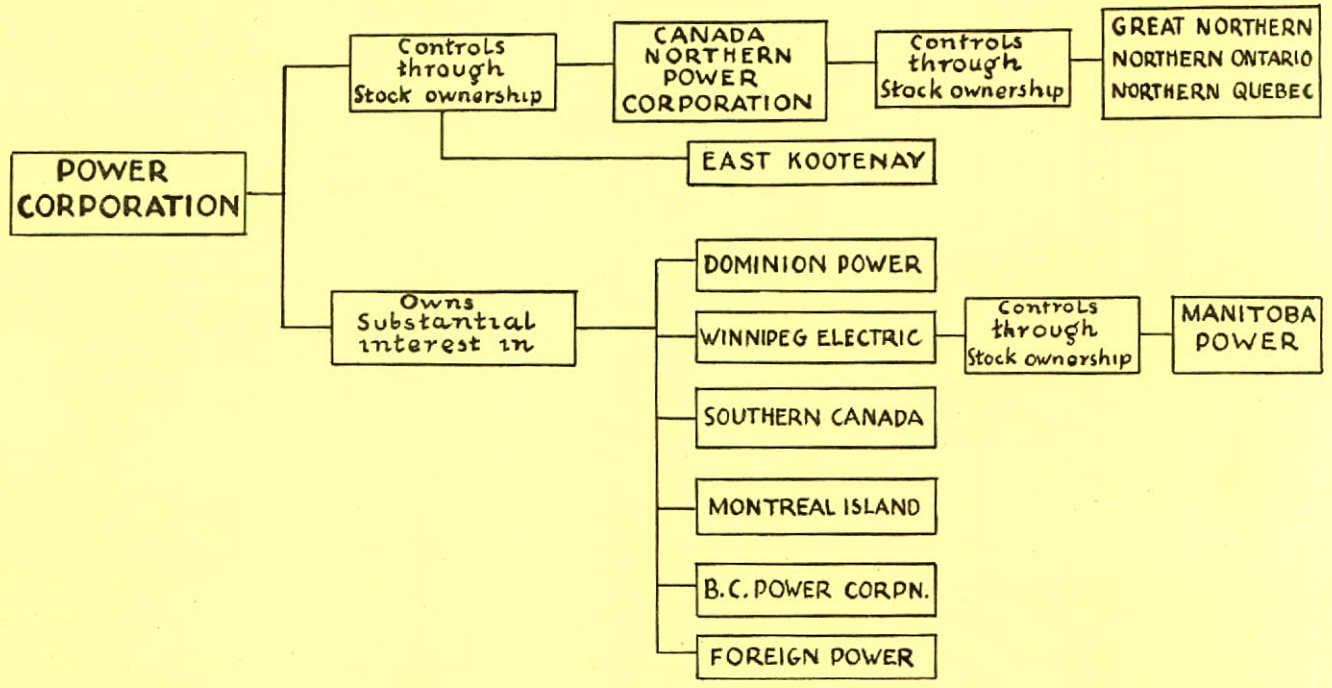 POWER
CORPORATION
Controls
through
Stock ownership
CANADA
NORTHERN
POWER
CORPORATION
Controls
through
Stock ownership
GREAT NORTHERN
NORTHERN ONTARIO
NORTHERN QUEBEC
EAST KOOTENAY
Owns
Substantial
interest in
DOMINION POWER
WINNIPEG ELECTRIC
Controls
through
Stock ownership
MANITOBA
POWER
SOUTHERN CANADA
MONTREAL ISLAND
B.C. POWER CORPN.
FOREIGN POWER